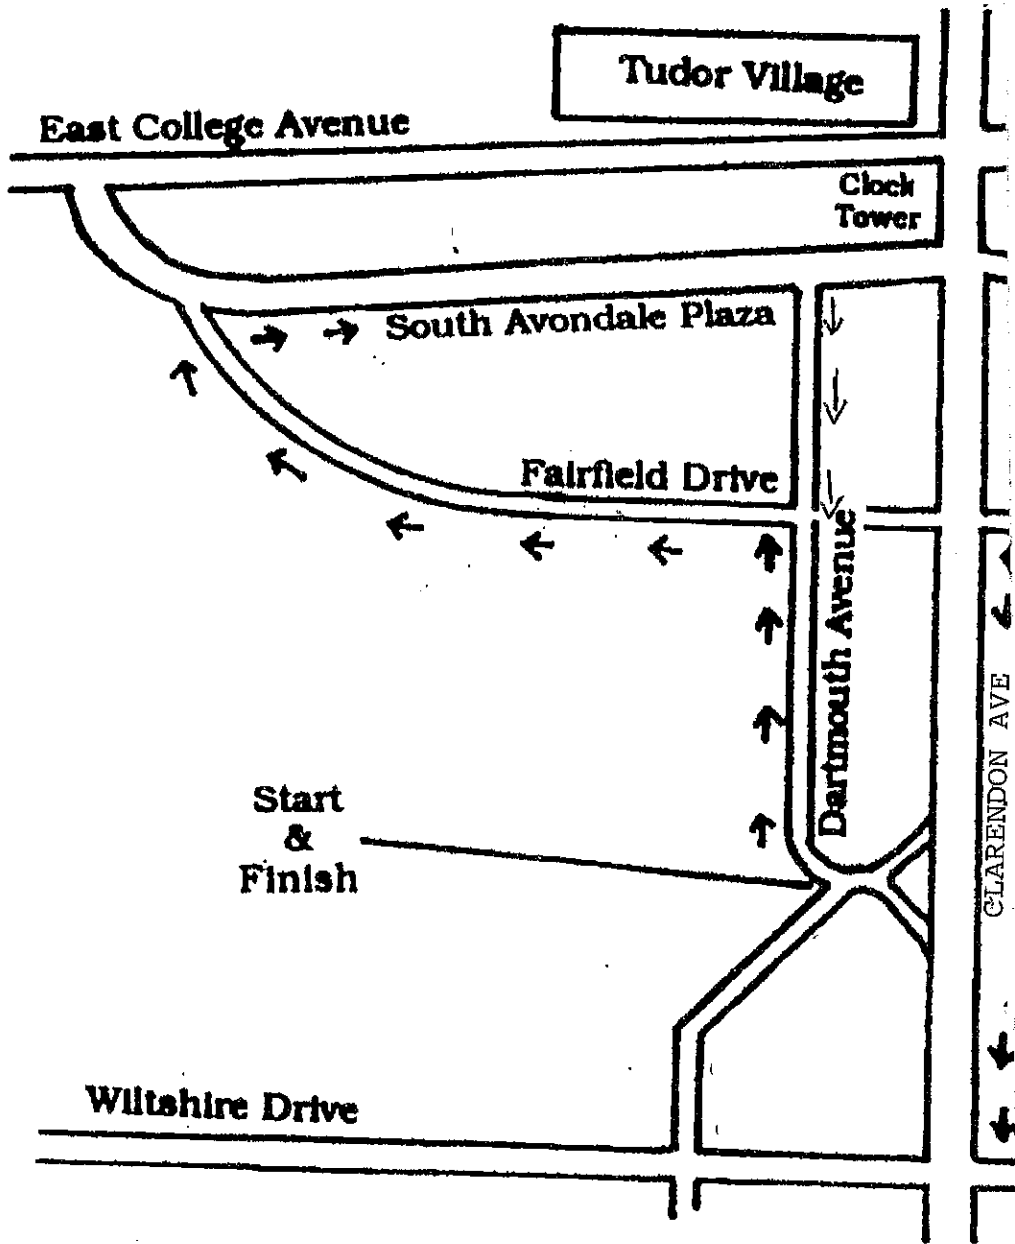 Tudor Village
East College Avenue
Clock
Tower
South Avondale Plaza
Fairfield Drive
Dartmouth Avenue
CLARENDON AVE
Start
&
Finish
Wiltshire Drive